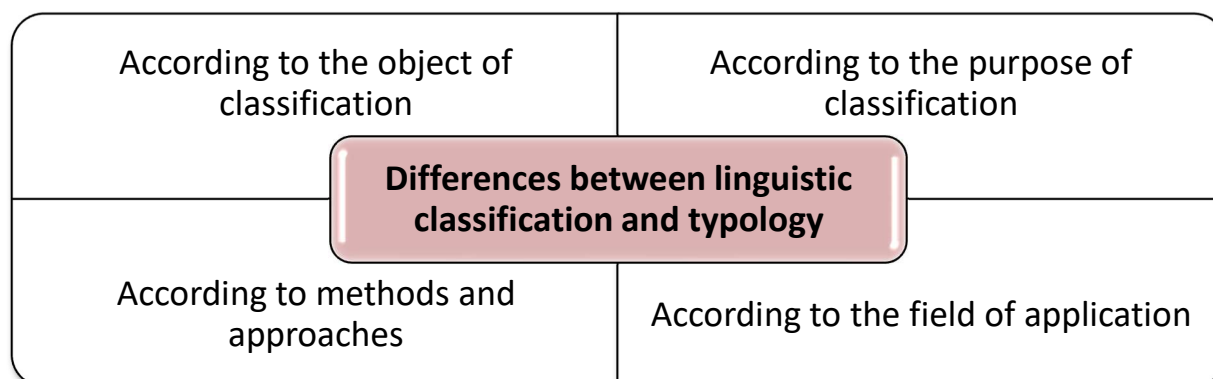 According to the object of
classification
According to the purpose of
classification
Differences between linguistic
classification and typology
According to methods and
approaches
According to the field of application